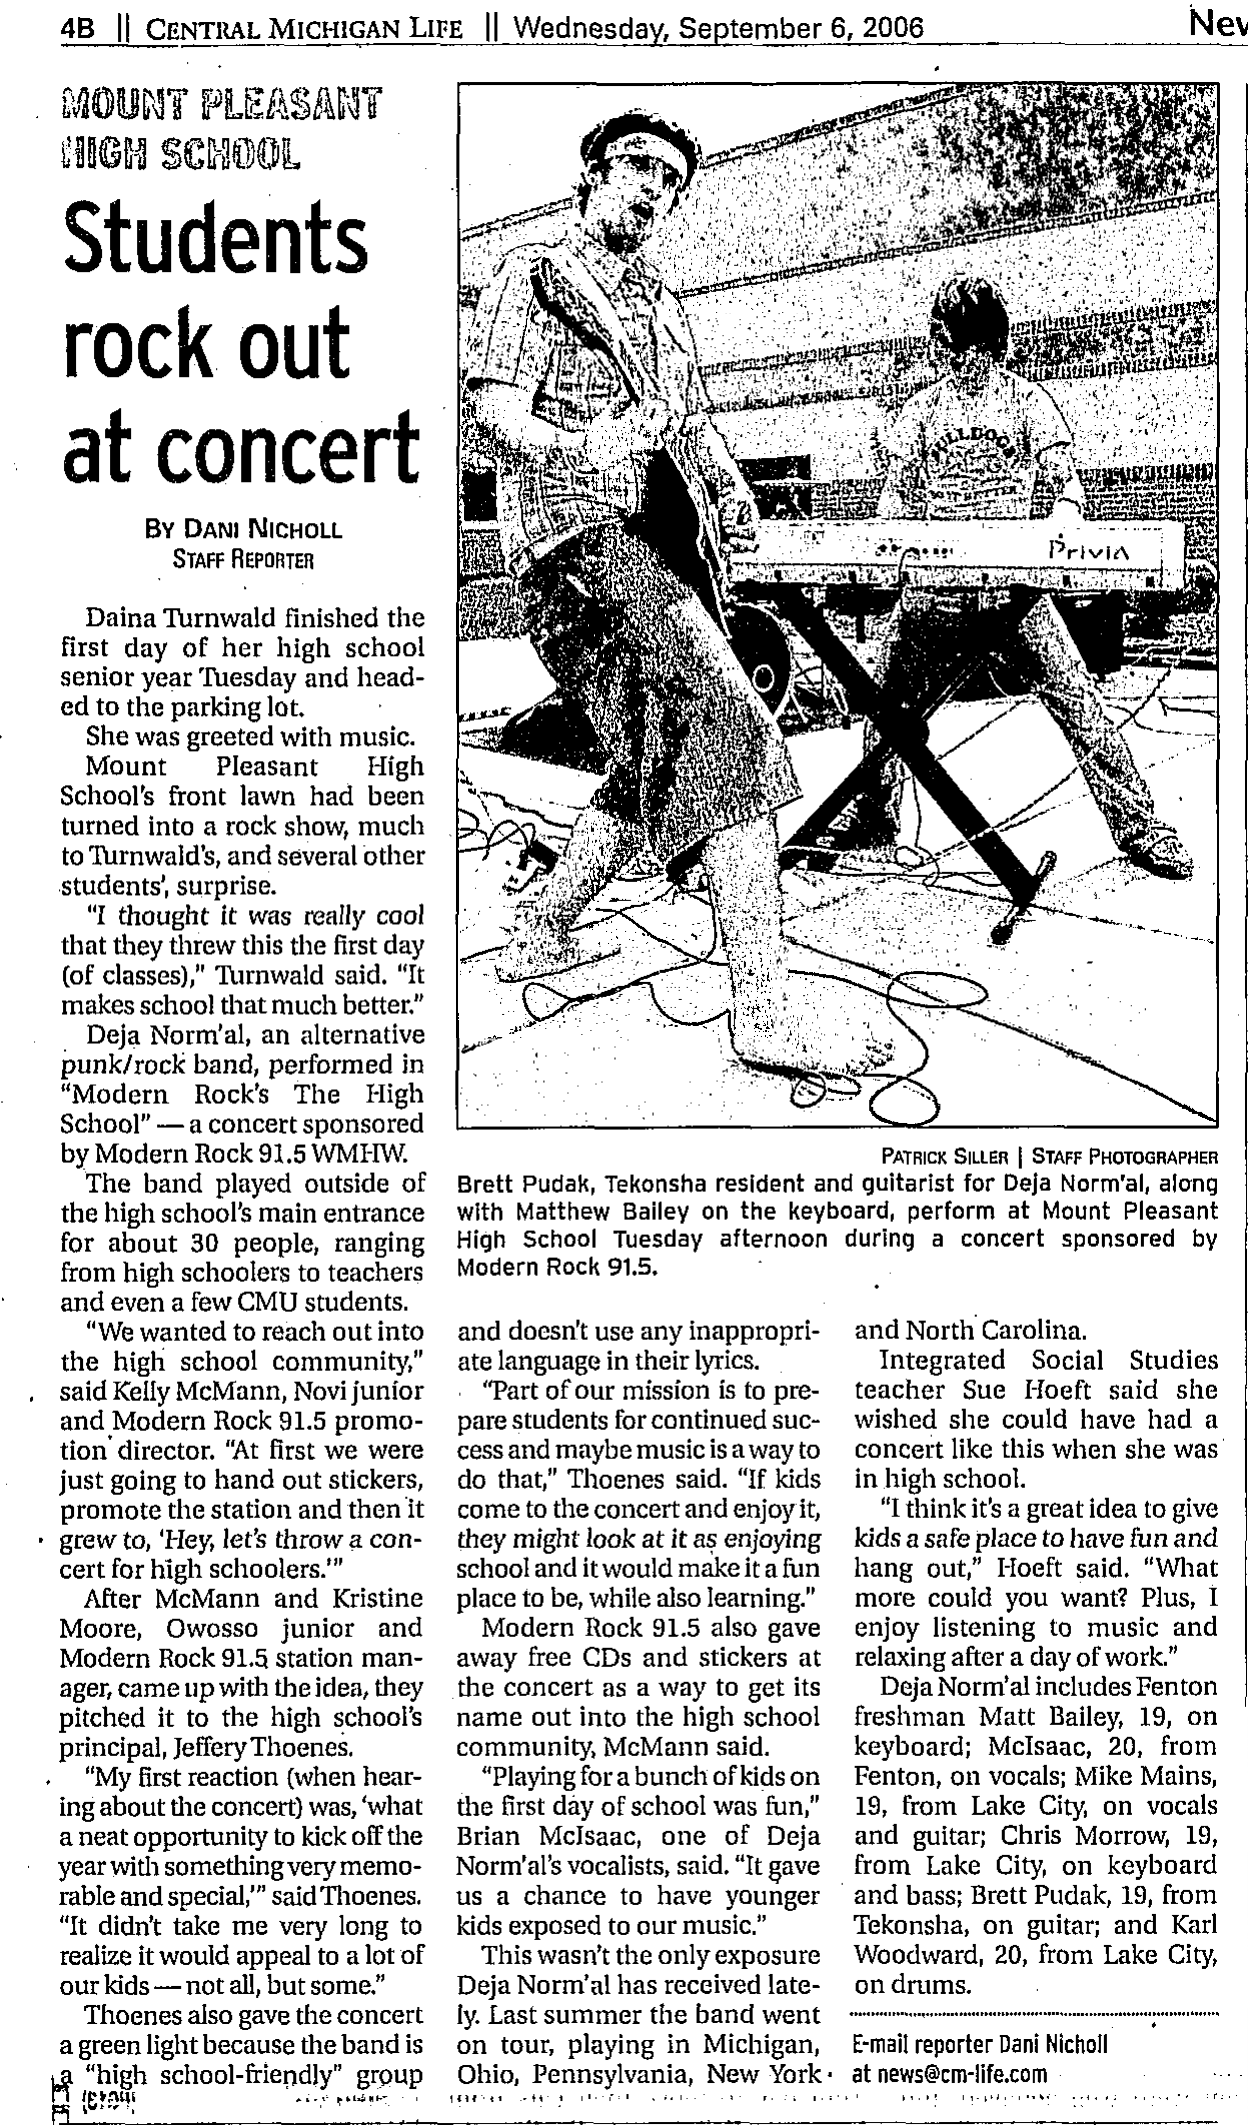 4B || CENTRAL MICHIGAN LIFE || Wednesday, September 6, 2006
New
MOUNT PLEASANT
HIGH SCHOOL
Students
rock out
at concert
BY DANI NICHOLL
STAFF REPORTER
Daina Turnwald finished the
first day of her high school
senior year Tuesday and head-
ed to the parking lot.
She was greeted with music.
Mount Pleasant High
School's front lawn had been
turned into a rock show, much
to Turnwald's, and several other
students', surprise.
"I thought it was really cool
that they threw this the first day
(of classes)," Turnwald said. "It
makes school that much better."
Deja Norm'al, an alternative
punk/rock band, performed in
"Modern Rock's The High
School" — a concert sponsored
by Modern Rock 91.5 WMHW.
The band played outside of
the high school's main entrance
for about 30 people, ranging
from high schoolers to teachers
and even a few CMU students.
"We wanted to reach out into
the high school community,"
said Kelly McMann, Novi junior
and Modern Rock 91.5 promo-
tion director. "At first we were
just going to hand out stickers,
promote the station and then it
grew to, 'Hey, let's throw a con-
cert for high schoolers.'"
After McMann and Kristine
Moore, Owosso junior and
Modern Rock 91.5 station man-
ager, came up with the idea, they
pitched it to the high school's
principal, Jeffery Thoenes.
"My first reaction (when hear-
ing about the concert) was, 'what
a neat opportunity to kick off the
year with something very memo-
rable and special,'" said Thoenes.
"It didn't take me very long to
realize it would appeal to a lot of
our kids — not all, but some."
Thoenes also gave the concert
a green light because the band is
a "high school-friendly" group
BULLDOGS
DO IT BETTER
Privia
PATRICK SILLER | STAFF PHOTOGRAPHER
Brett Pudak, Tekonsha resident and guitarist for Deja Norm'al, along
with Matthew Bailey on the keyboard, perform at Mount Pleasant
High School Tuesday afternoon during a concert sponsored by
Modern Rock 91.5.
and doesn't use any inappropri-
ate language in their lyrics.
"Part of our mission is to pre-
pare students for continued suc-
cess and maybe music is a way to
do that," Thoenes said. "If kids
come to the concert and enjoy it,
they might look at it as enjoying
school and it would make it a fun
place to be, while also learning."
Modern Rock 91.5 also gave
away free CDs and stickers at
the concert as a way to get its
name out into the high school
community, McMann said.
"Playing for a bunch of kids on
the first day of school was fun,"
Brian McIsaac, one of Deja
Norm'al's vocalists, said. "It gave
us a chance to have younger
kids exposed to our music."
This wasn't the only exposure
Deja Norm'al has received late-
ly. Last summer the band went
on tour, playing in Michigan,
Ohio, Pennsylvania, New York
and North Carolina.
Integrated Social Studies
teacher Sue Hoeft said she
wished she could have had a
concert like this when she was
in high school.
"I think it's a great idea to give
kids a safe place to have fun and
hang out," Hoeft said. "What
more could you want? Plus, I
enjoy listening to music and
relaxing after a day of work."
Deja Norm'al includes Fenton
freshman Matt Bailey, 19, on
keyboard; McIsaac, 20, from
Fenton, on vocals; Mike Mains,
19, from Lake City, on vocals
and guitar; Chris Morrow, 19,
from Lake City, on keyboard
and bass; Brett Pudak, 19, from
Tekonsha, on guitar; and Karl
Woodward, 20, from Lake City,
on drums.
E-mail reporter Dani Nicholl
at news@cm-life.com